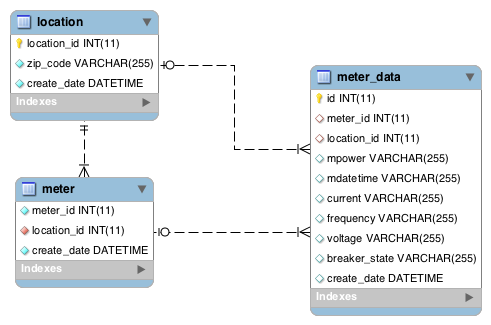 location
location_id INT(11)
zip_code VARCHAR(255)
create_date DATETIME
Indexes
meter
meter_id INT(11)
location_id INT(11)
create_date DATETIME
Indexes
meter_data
id INT(11)
meter_id INT(11)
location_id INT(11)
mpower VARCHAR(255)
mdatetime VARCHAR(255)
current VARCHAR(255)
frequency VARCHAR(255)
voltage VARCHAR(255)
breaker_state VARCHAR(255)
create_date DATETIME
Indexes